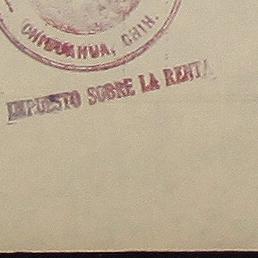 CHIHUAHUA, CHIH.
IMPUESTO SOBRE LA RENTA